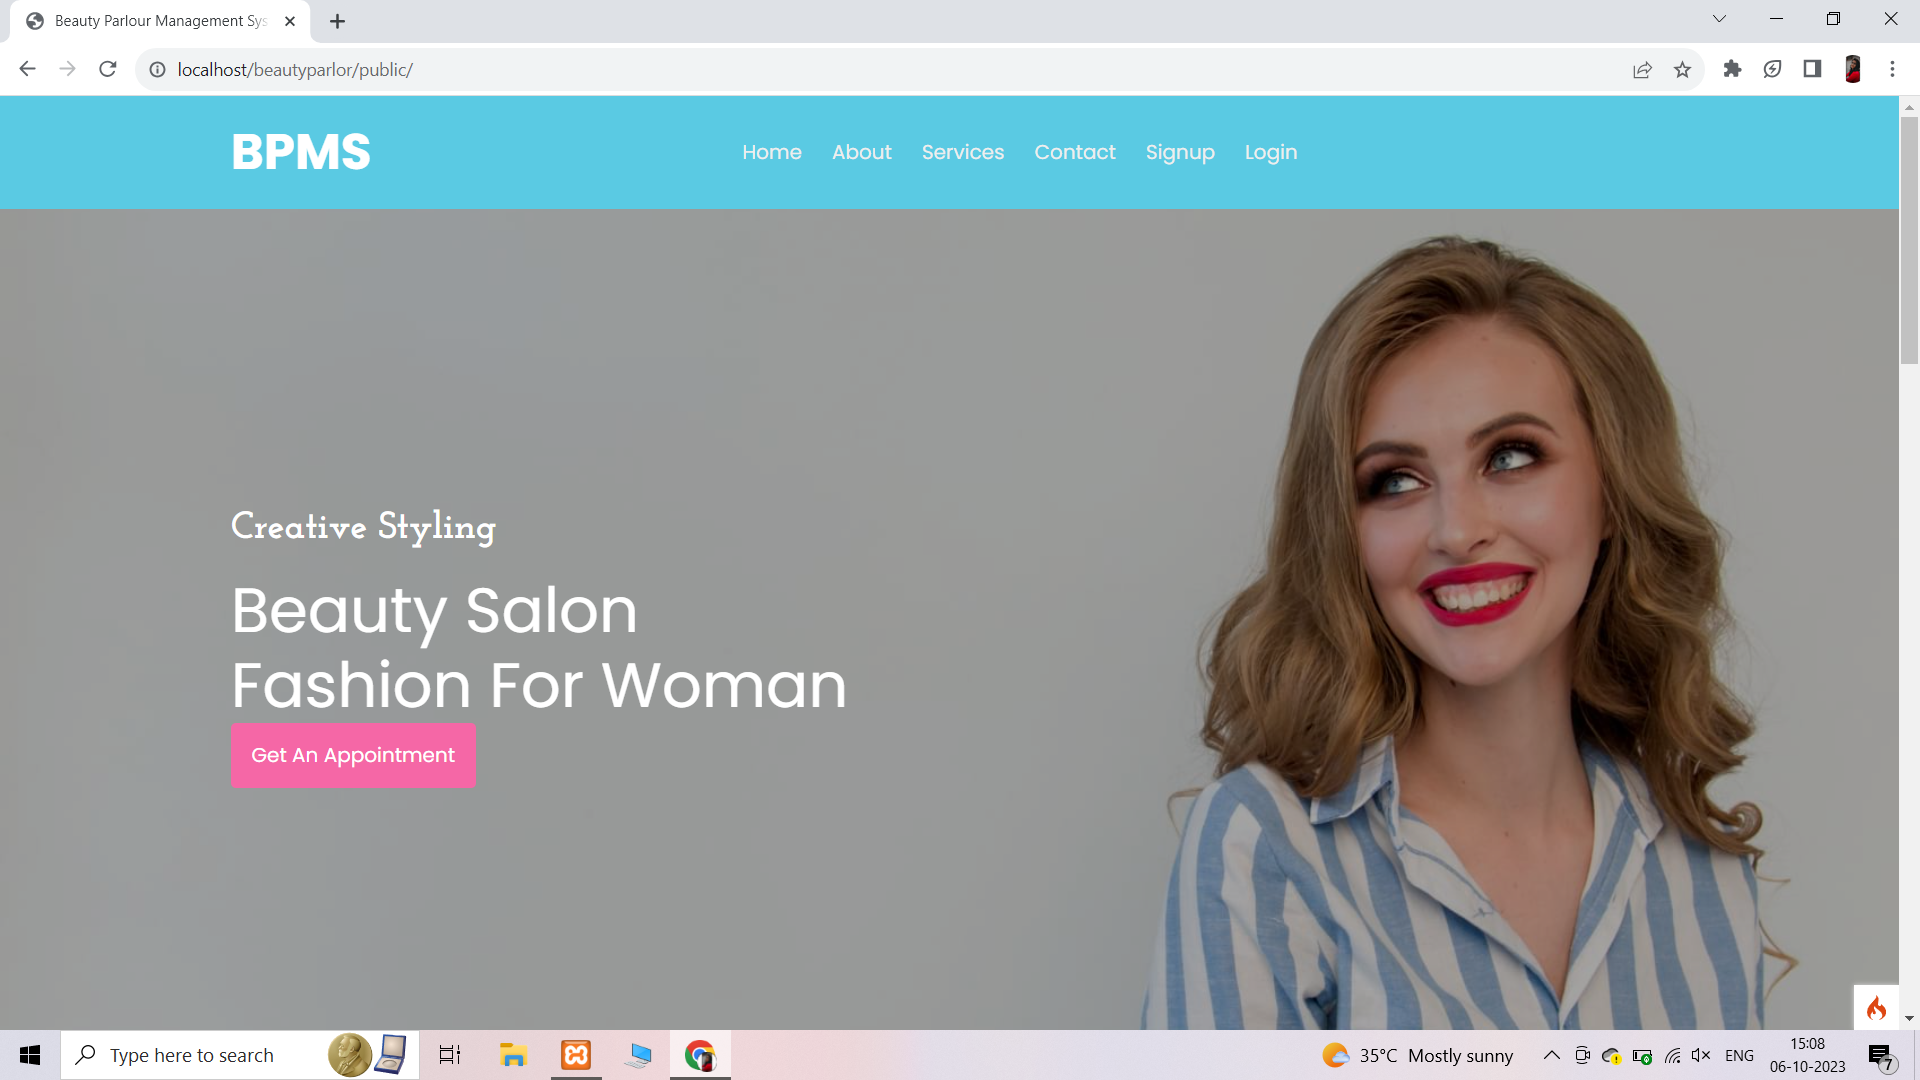 Beauty Parlour Management Sys
localhost/beautyparlor/public/
BPMS
Home About Services Contact Signup Login
Creative Styling
Beauty Salon
Fashion For Woman
Get An Appointment
Type here to search
35°C Mostly sunny
ENG
15:08
06-10-2023
7